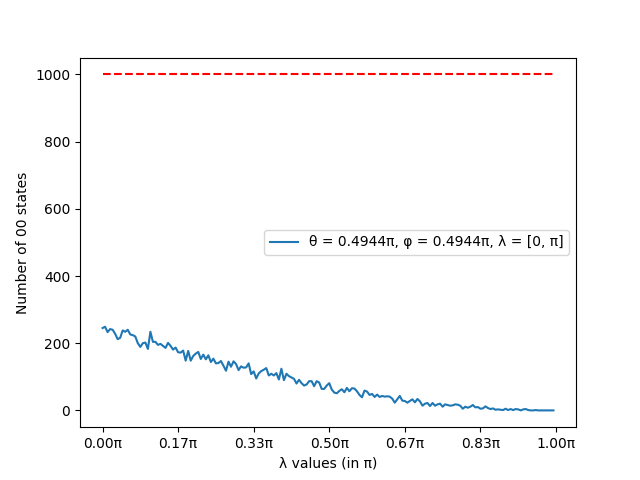 1000
800
600
400
200
0
Number of 00 states
θ = 0.4944π, φ = 0.4944π, λ = [0, π]
0.00π 0.17π 0.33π 0.50π 0.67π 0.83π 1.00π
λ values (in π)